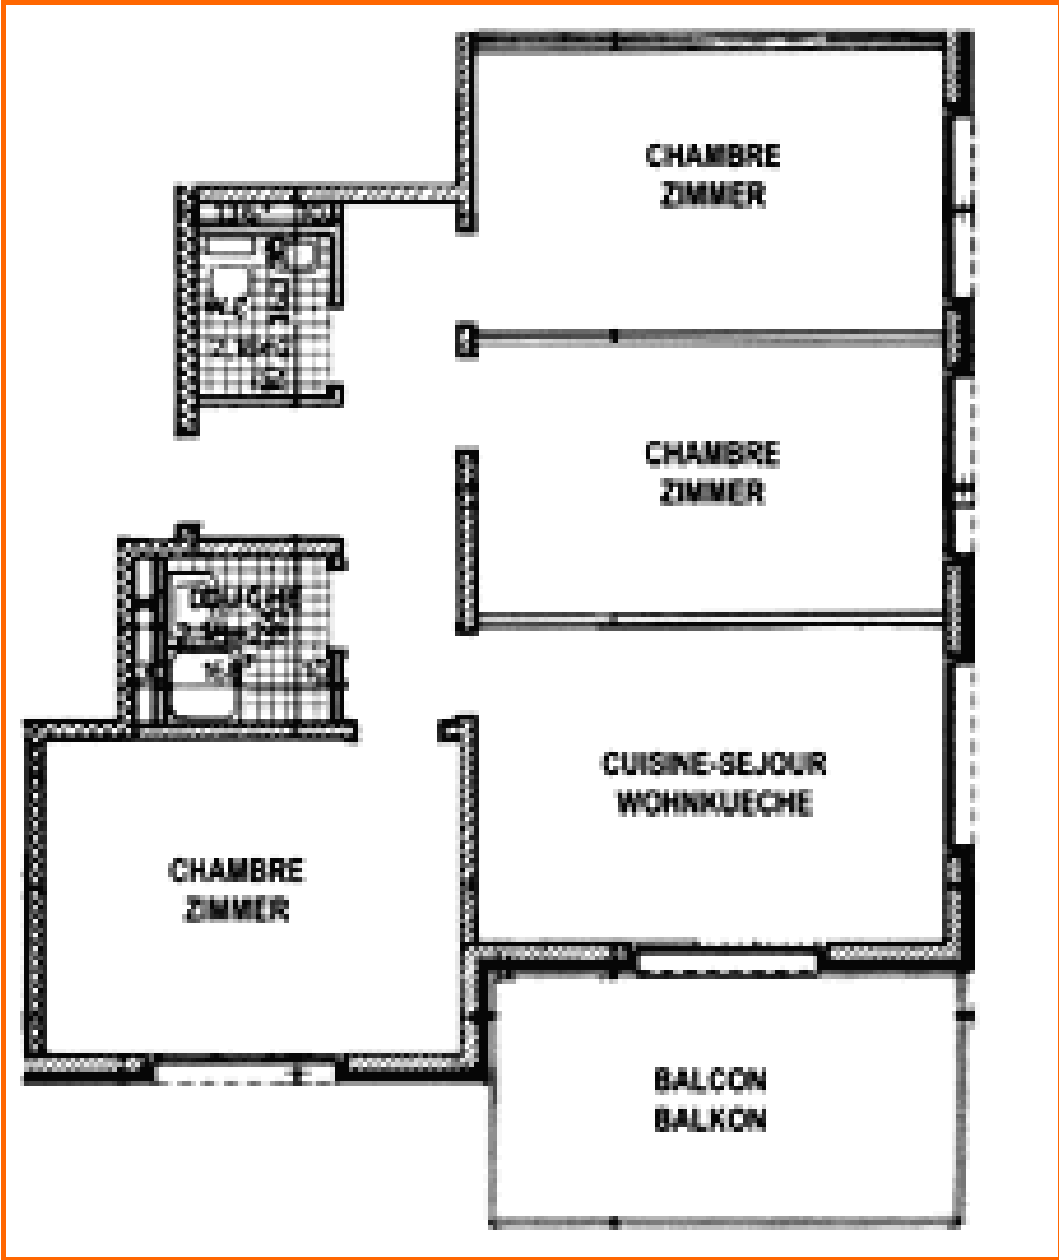 CHAMBRE
ZIMMER
W.C
CHAMBRE
ZIMMER
DOUCHE
CUISINE-SEJOUR
WOHNKUECHE
CHAMBRE
ZIMMER
BALCON
BALKON